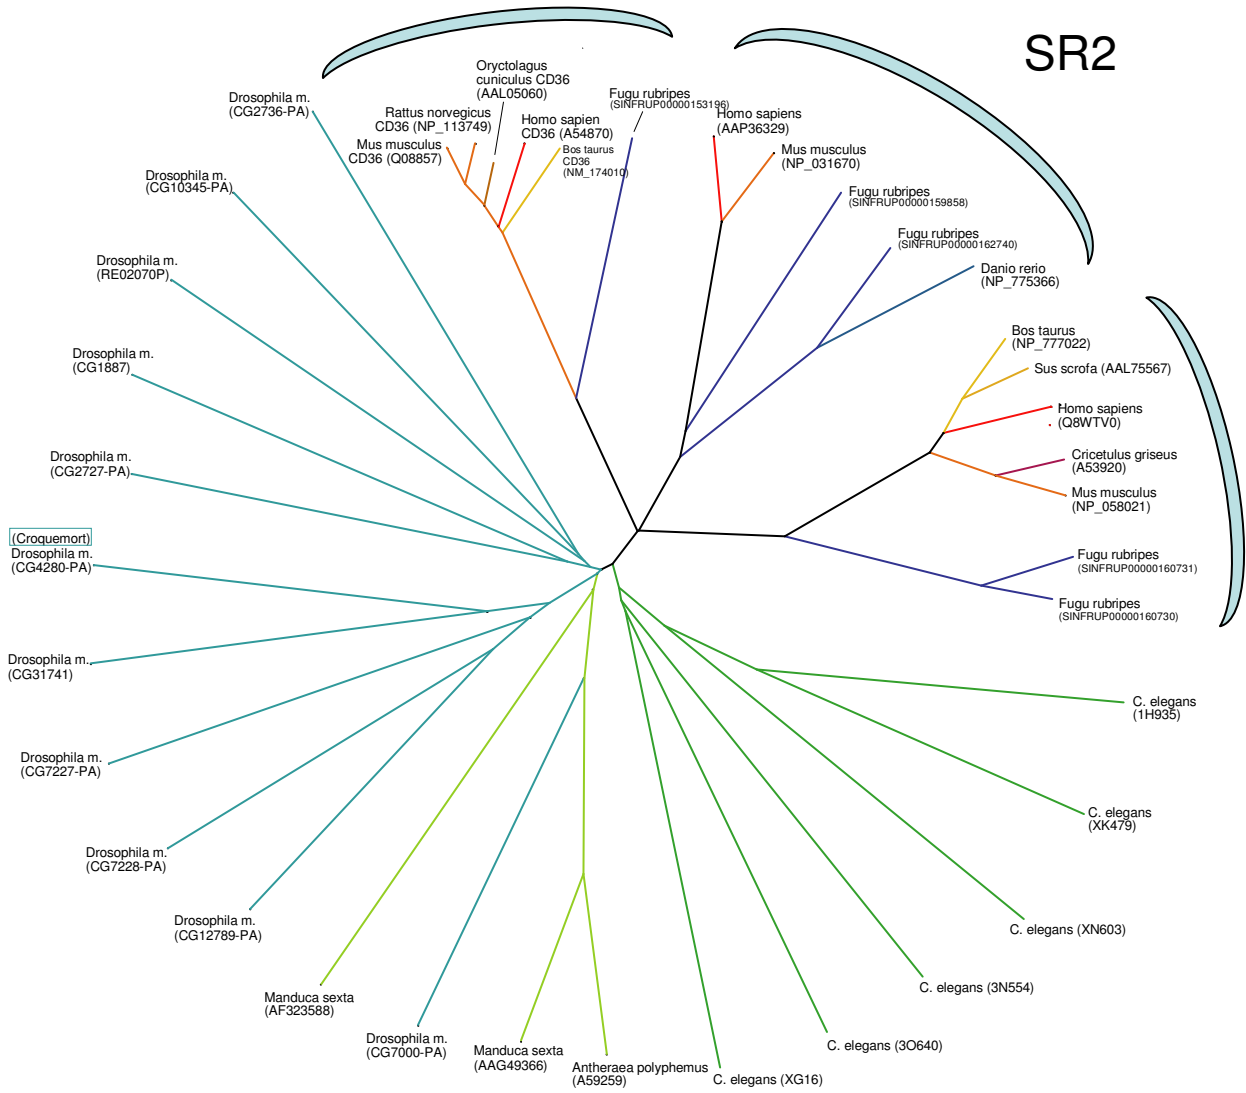 SR2
Oryctolagus
cuniculus CD36
(AAL05060)
Drosophila m.
(CG2736-PA)
Rattus norvegicus
CD36 (NP_113749)
Mus musculus
CD36 (Q08857)
Homo sapien
CD36 (A54870)
Bos taurus
CD36
(NM_174010)
Fugu rubripes
(SINFRUP00000153196)
Homo sapiens
(AAP36329)
Mus musculus
(NP_031670)
Fugu rubripes
(SINFRUP00000159858)
Fugu rubripes
(SINFRUP00000162740)
Danio rerio
(NP_775366)
Bos taurus
(NP_777022)
Sus scrofa (AAL75567)
Homo sapiens
(Q8WTV0)
Cricetulus griseus
(A53920)
Mus musculus
(NP_058021)
Fugu rubripes
(SINFRUP00000160731)
Fugu rubripes
(SINFRUP00000160730)
Drosophila m.
(CG10345-PA)
Drosophila m.
(RE02070P)
Drosophila m.
(CG1887)
Drosophila m.
(CG2727-PA)
(Croquemort)
Drosophila m.
(CG4280-PA)
Drosophila m.
(CG31741)
Drosophila m.
(CG7227-PA)
Drosophila m.
(CG7228-PA)
Drosophila m.
(CG12789-PA)
Manduca sexta
(AF323588)
Drosophila m.
(CG7000-PA)
Manduca sexta
(AAG49366)
Antheraea polyphemus
(A59259)
C. elegans (XG16)
C. elegans (3O640)
C. elegans (3N554)
C. elegans (XN603)
C. elegans
(XK479)
C. elegans
(1H935)